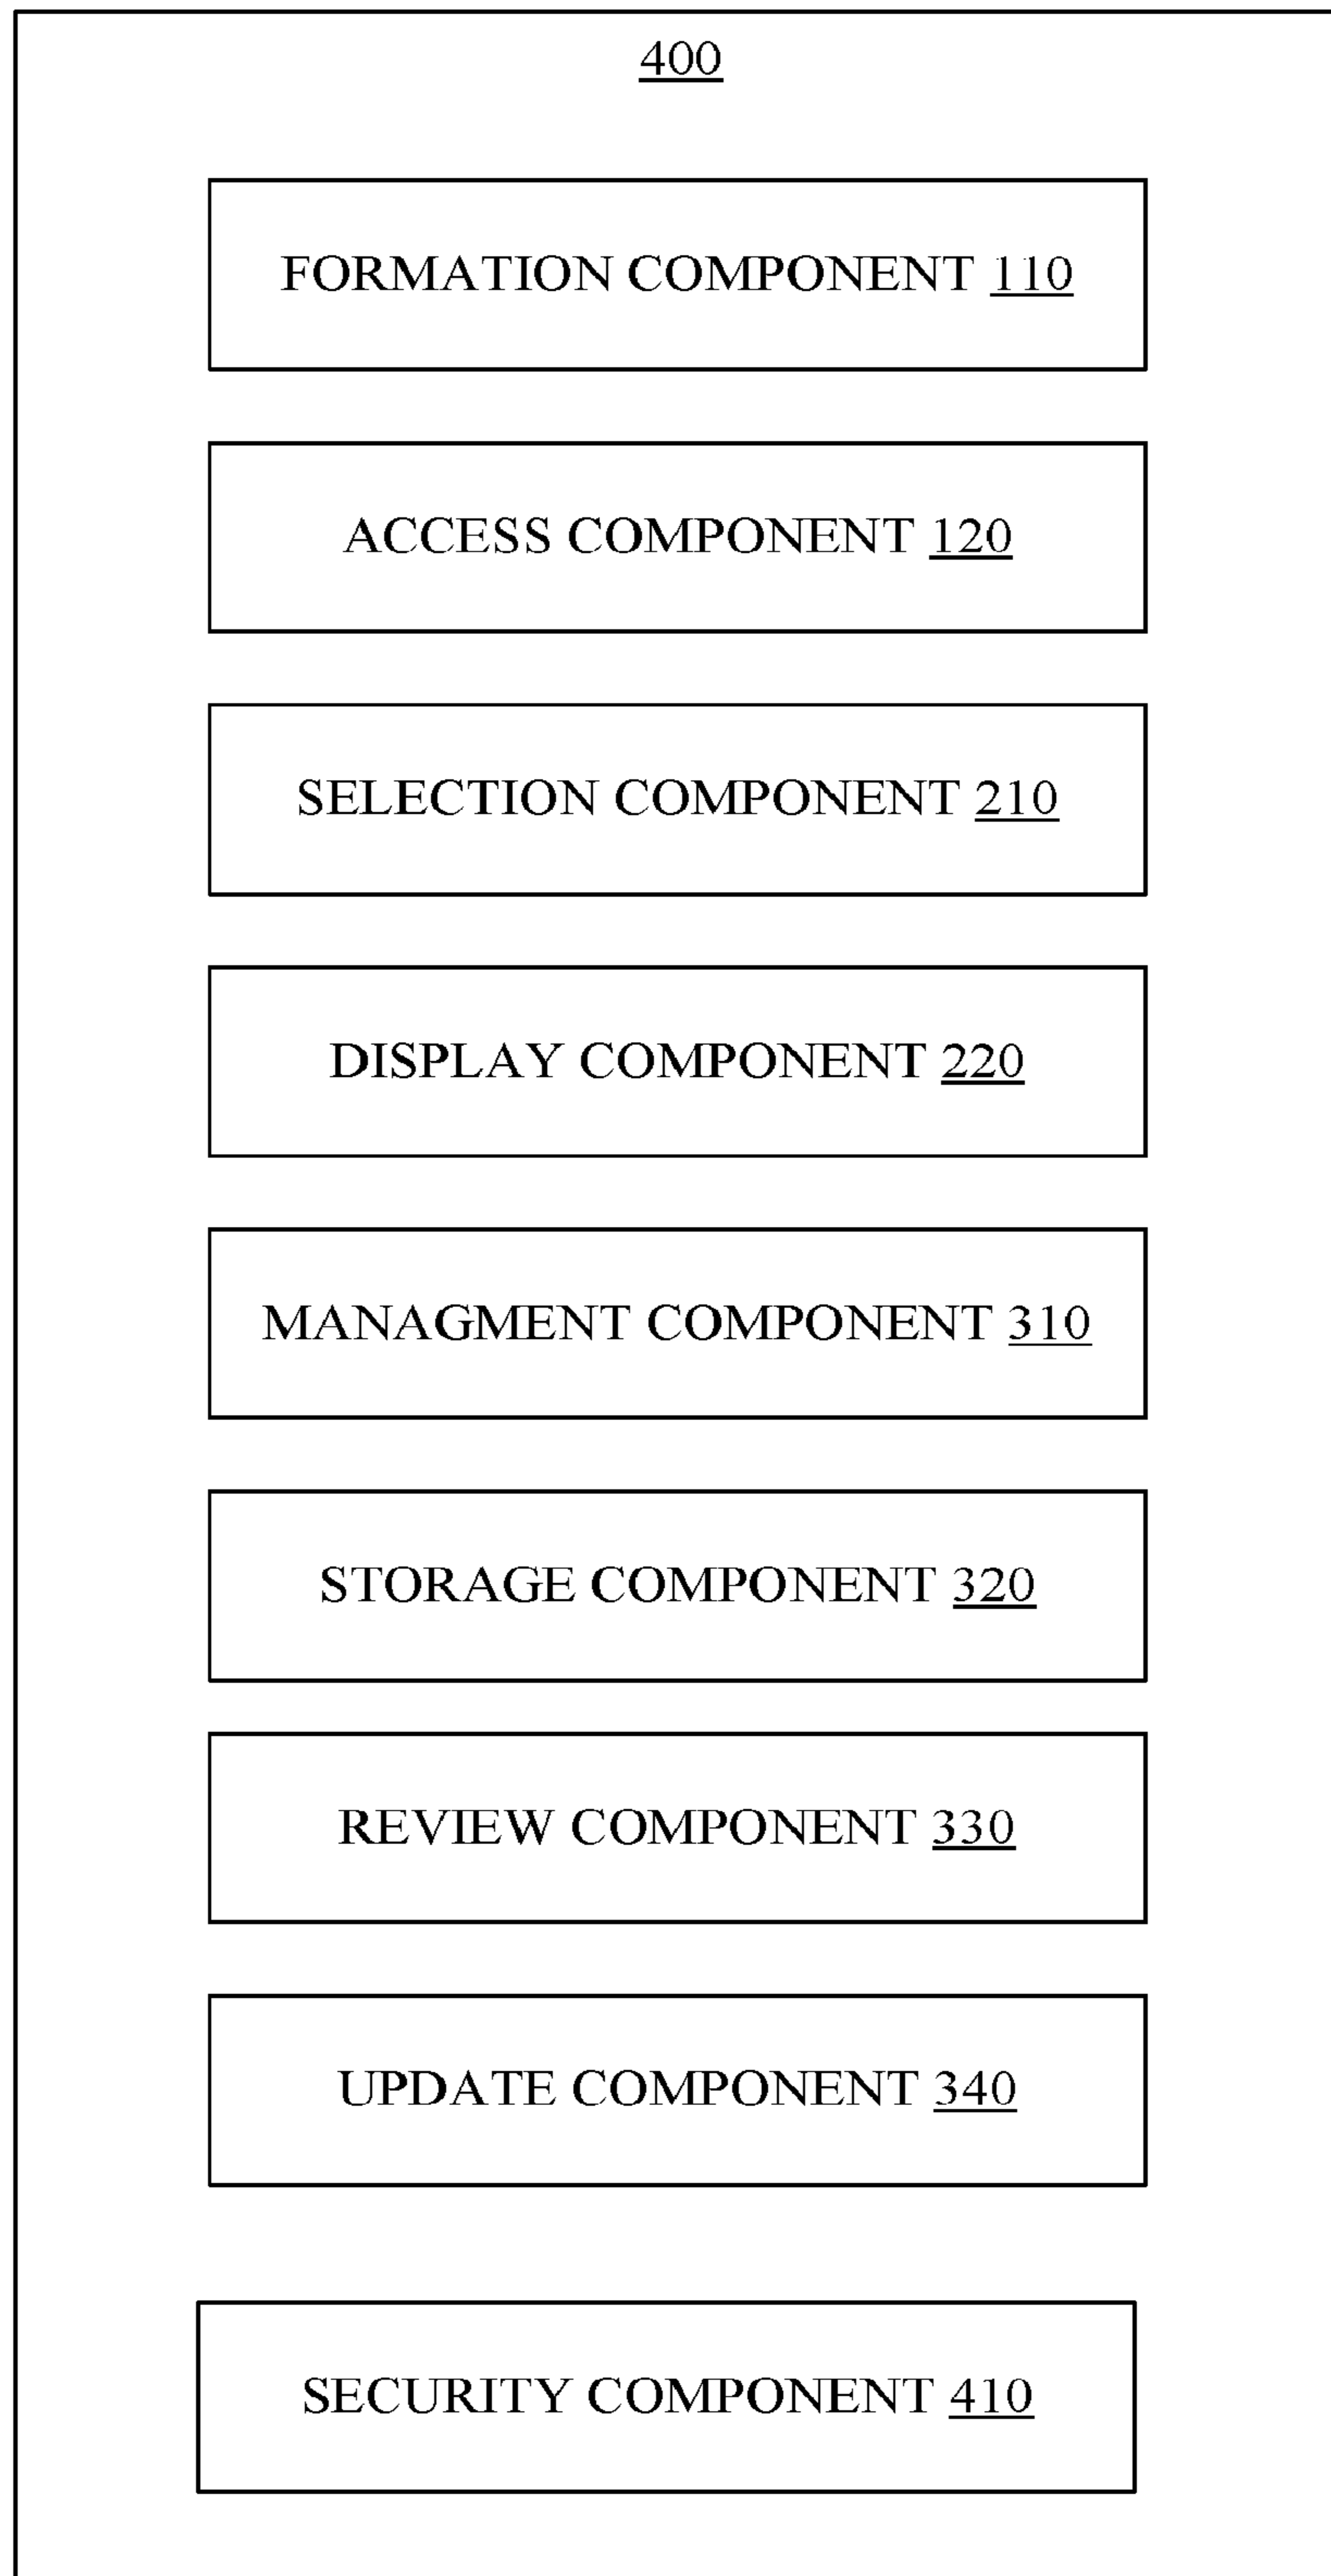 400
FORMATION COMPONENT 110
ACCESS COMPONENT 120
SELECTION COMPONENT 210
DISPLAY COMPONENT 220
MANAGMENT COMPONENT 310
STORAGE COMPONENT 320
REVIEW COMPONENT 330
UPDATE COMPONENT 340
SECURITY COMPONENT 410